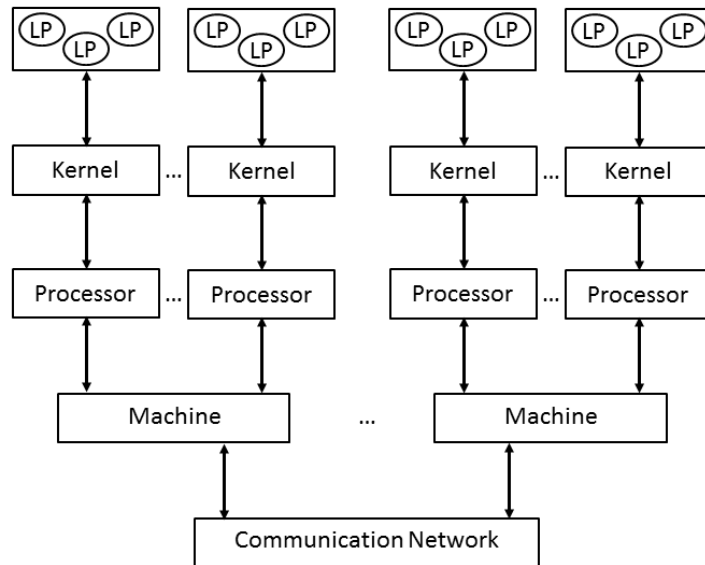 LP LP LP LP LP LP LP LP
LP LP LP LP
Kernel ... Kernel Kernel ... Kernel
Processor ... Processor Processor ... Processor
Machine ... Machine
Communication Network